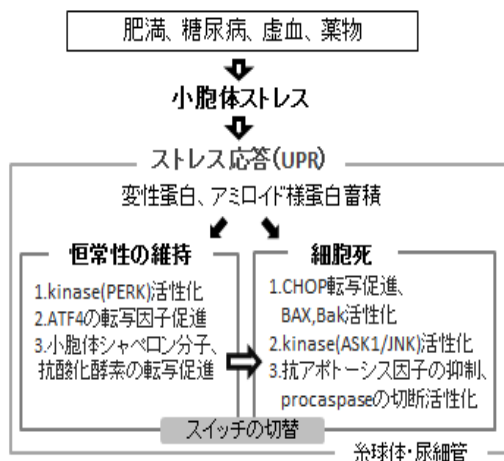 肥満、糖尿病、虚血、薬物
小胞体ストレス
ストレス応答(UPR)
変性蛋白、アミロイド様蛋白蓄積
恒常性の維持
1.kinase(PERK)活性化
2.ATF4の転写因子促進
3.小胞体シャペロン分子、
抗酸化酵素の転写促進
細胞死
1.CHOP転写促進、
BAX,Bak活性化
2.kinase(ASK1/JNK)活性化
3.抗アポトーシス因子の抑制、
procaspaseの切断活性化
スイッチの切替
糸球体・尿細管